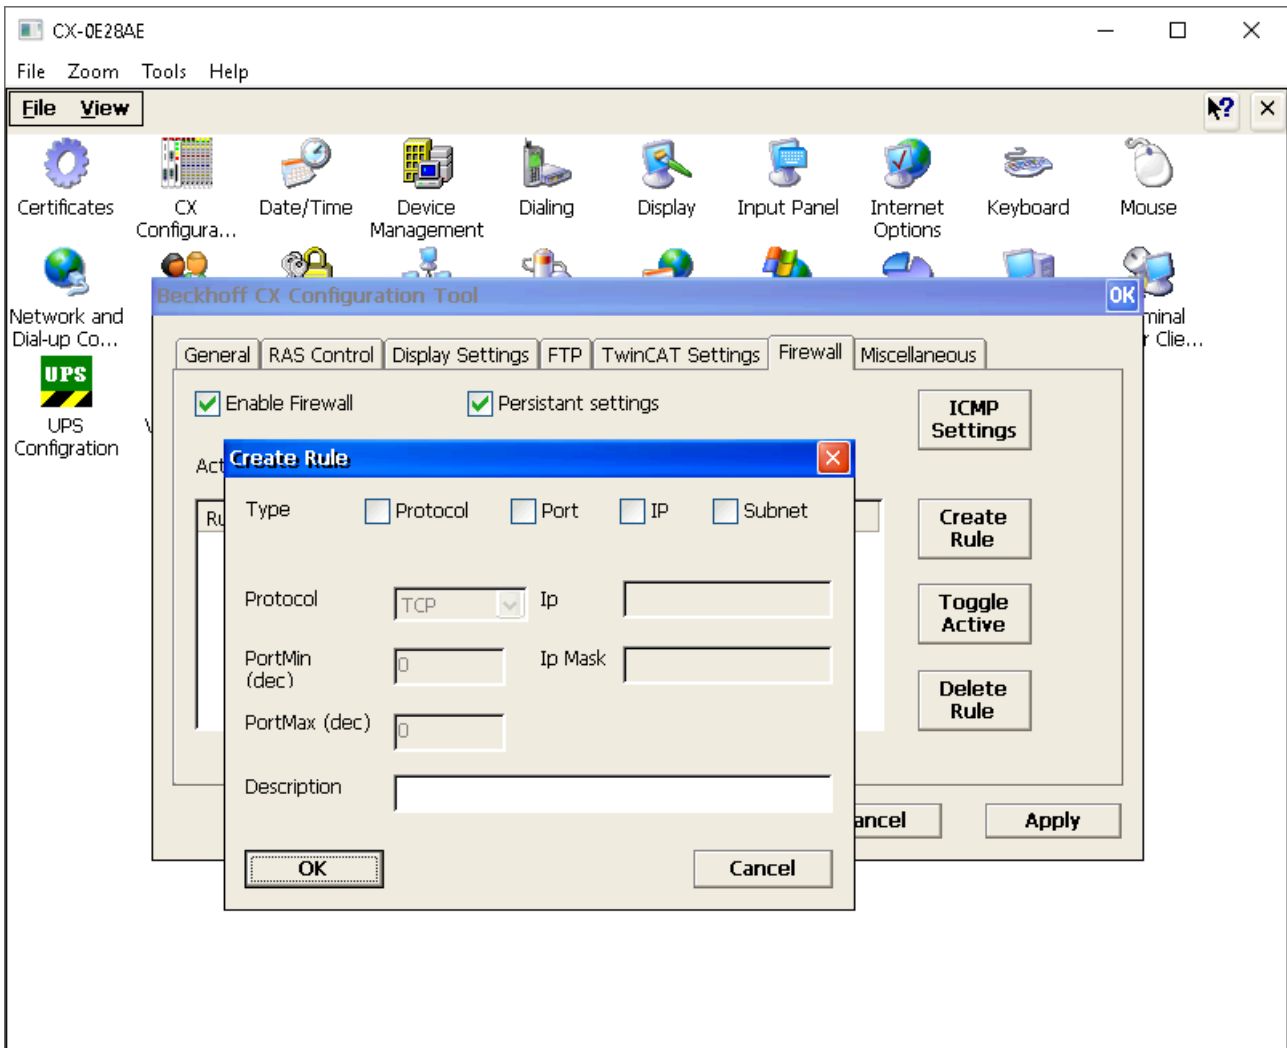 CX-0E28AE
File Zoom Tools Help
File View
Certificates
CX
Configura...
Date/Time
Device
Management
Dialing
Display
Input Panel
Internet
Options
Keyboard
Mouse
Network and
Dial-up Co...
minal
r Clie...
UPS
UPS
Configration
Beckhoff CX Configuration Tool
OK
General RAS Control Display Settings FTP TwinCAT Settings Firewall Miscellaneous
Enable Firewall
Persistant settings
ICMP
Settings
Act
Create Rule
Ru
Type
Protocol
Port
IP
Subnet
Create
Rule
Protocol
TCP
Ip
Toggle
Active
PortMin
(dec)
0
Ip Mask
Delete
Rule
PortMax (dec)
0
Description
ancel
Apply
OK
Cancel